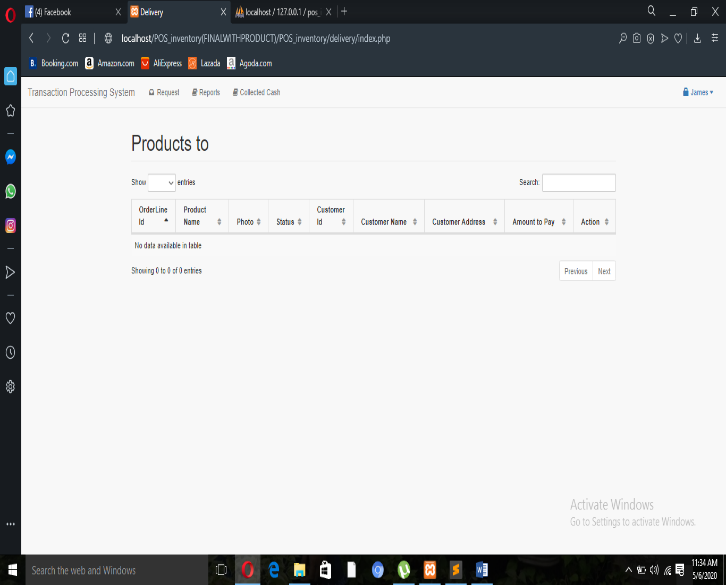 (4) Facebook
Delivery
localhost / 127.0.0.1 / pos_
localhost/POS_inventory(FINALWITHPRODUCT)/POS_inventory/delivery/index.php
B. Booking.com a Amazon.com AliExpress Lazada a Agoda.com
Transaction Processing System Request Reports Collected Cash James
Products to
Show entries Search:
OrderLine Id Product Name Photo Status Customer Id Customer Name Customer Address Amount to Pay Action
No data available in table
Showing 0 to 0 of 0 entries Previous Next
Activate Windows
Go to Settings to activate Windows.
Search the web and Windows
11:34 AM
5/6/2020